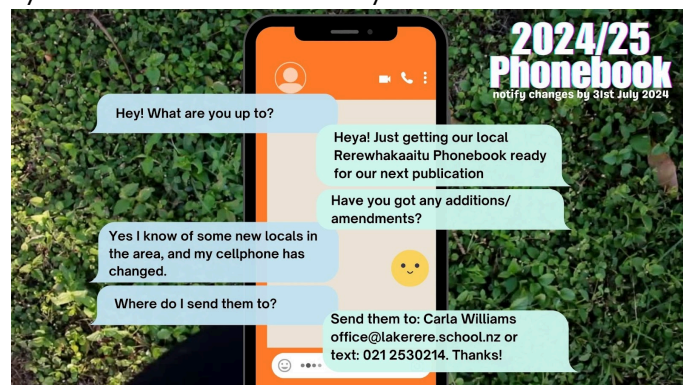 2024/25
Phonebook
notify changes by 31st July 2024
Hey! What are you up to?
Heya! Just getting our local
Rerewhakaaitu Phonebook ready
for our next publication
Have you got any additions/
amendments?
Yes I know of some new locals in
the area, and my cellphone has
changed.
Where do I send them to?
Send them to: Carla Williams
office@lakerere.school.nz or
text: 021 2530214. Thanks!